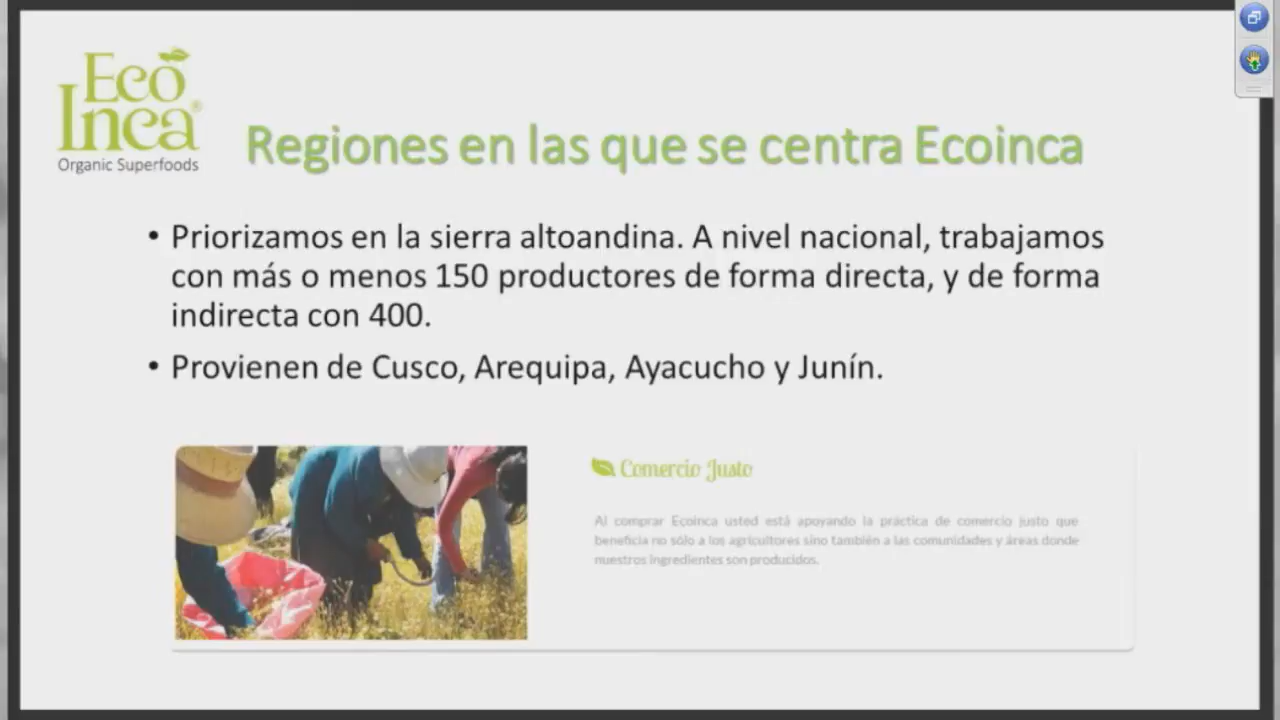 Eco
Inca®
Organic Superfoods
Regiones en las que se centra Ecoinca
• Priorizamos en la sierra altoandina. A nivel nacional, trabajamos
con más o menos 150 productores de forma directa, y de forma
indirecta con 400.
• Provienen de Cusco, Arequipa, Ayacucho y Junín.
Comercio Justo
Al comprar Ecoinca usted está apoyando la práctica de comercio justo que
beneficia no sólo a los agricultores sino también a las comunidades y áreas donde
nuestros ingredientes son producidos.